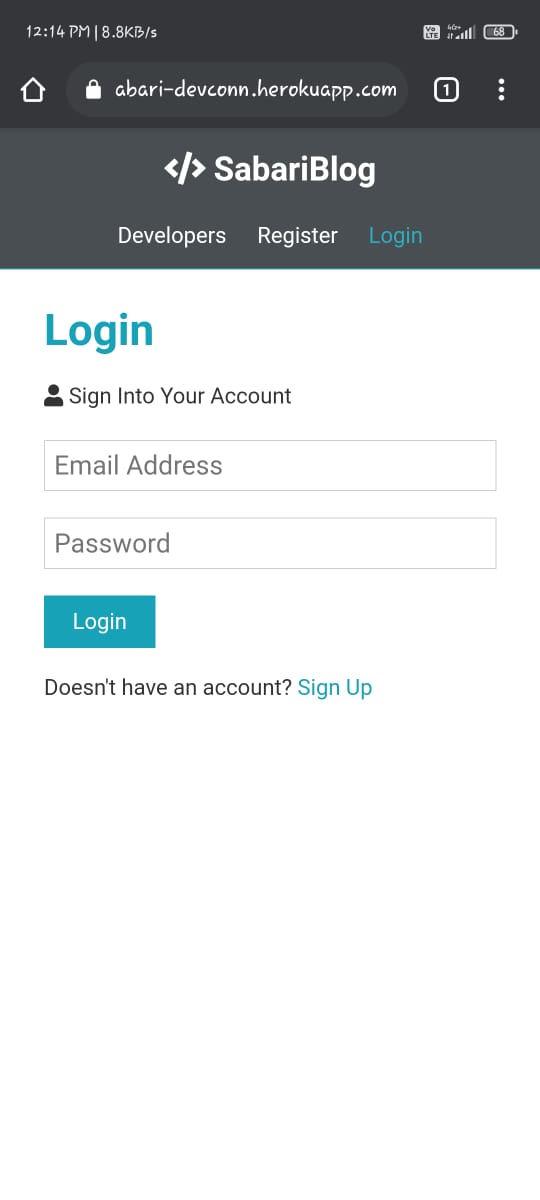 12:14 PM | 8.8KB/s
Vo LTE 4G+ 68
abari-devconn.herokuapp.com 1
</> SabariBlog
Developers Register Login
Login
Sign Into Your Account
Email Address
Password
Login
Doesn't have an account? Sign Up